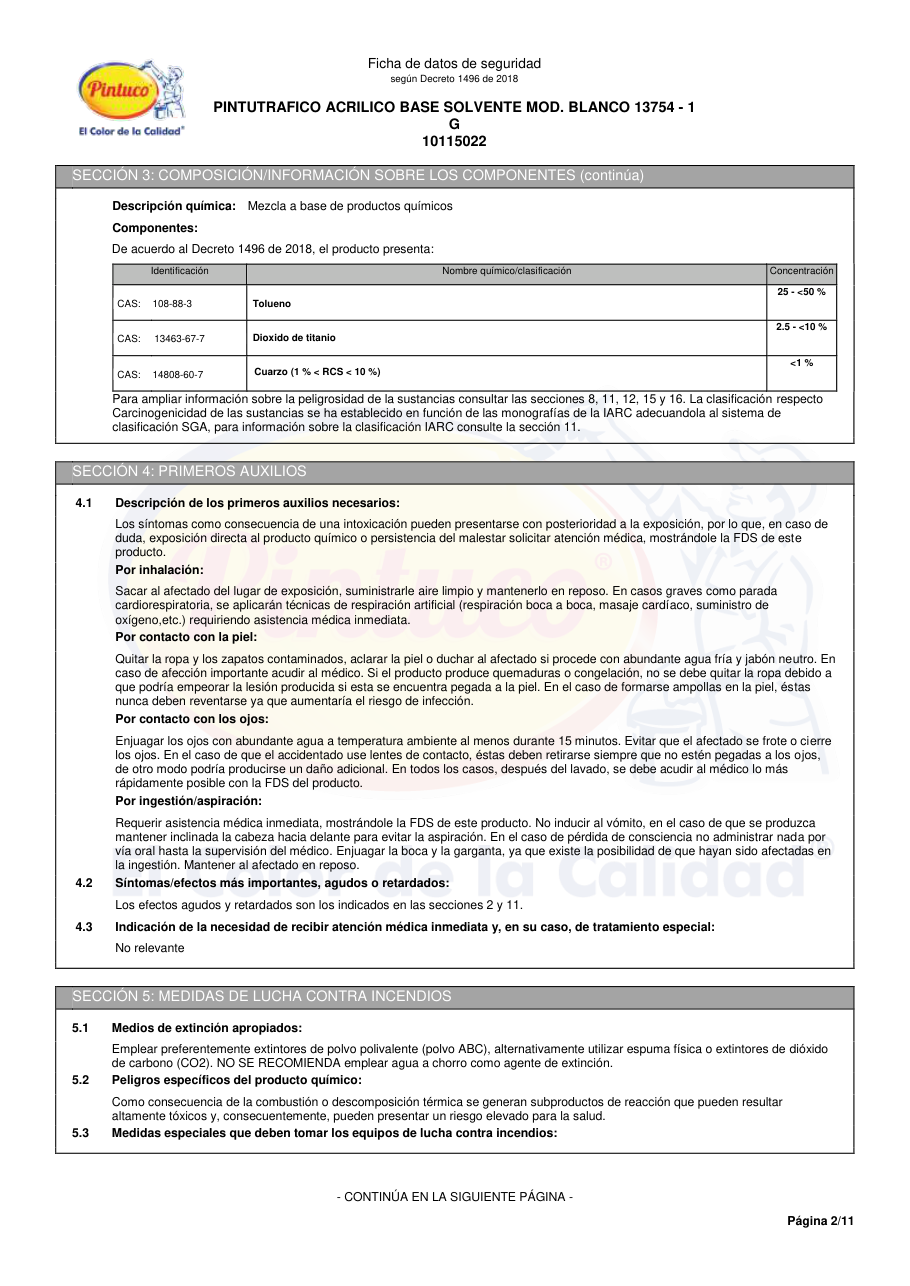 Pintuco®
El Color de la Calidad®
Ficha de datos de seguridad
según Decreto 1496 de 2018
PINTUTRAFICO ACRILICO BASE SOLVENTE MOD. BLANCO 13754 - 1
G
10115022
SECCIÓN 3: COMPOSICIÓN/INFORMACIÓN SOBRE LOS COMPONENTES (continúa)
Descripción química: Mezcla a base de productos químicos
Componentes:
De acuerdo al Decreto 1496 de 2018, el producto presenta:
Identificación Nombre químico/clasificación Concentración
CAS: 108-88-3 Tolueno 25 - <50 %
CAS: 13463-67-7 Dioxido de titanio 2.5 - <10 %
CAS: 14808-60-7 Cuarzo (1 % < RCS < 10 %) <1 %
Para ampliar información sobre la peligrosidad de la sustancias consultar las secciones 8, 11, 12, 15 y 16. La clasificación respecto
Carcinogenicidad de las sustancias se ha establecido en función de las monografías de la IARC adecuandola al sistema de
clasificación SGA, para información sobre la clasificación IARC consulte la sección 11.
SECCIÓN 4: PRIMEROS AUXILIOS
4.1 Descripción de los primeros auxilios necesarios:
Los síntomas como consecuencia de una intoxicación pueden presentarse con posterioridad a la exposición, por lo que, en caso de
duda, exposición directa al producto químico o persistencia del malestar solicitar atención médica, mostrándole la FDS de este
producto.
Por inhalación:
Sacar al afectado del lugar de exposición, suministrarle aire limpio y mantenerlo en reposo. En casos graves como parada
cardiorespiratoria, se aplicarán técnicas de respiración artificial (respiración boca a boca, masaje cardíaco, suministro de
oxígeno,etc.) requiriendo asistencia médica inmediata.
Por contacto con la piel:
Quitar la ropa y los zapatos contaminados, aclarar la piel o duchar al afectado si procede con abundante agua fría y jabón neutro. En
caso de afección importante acudir al médico. Si el producto produce quemaduras o congelación, no se debe quitar la ropa debido a
que podría empeorar la lesión producida si esta se encuentra pegada a la piel. En el caso de formarse ampollas en la piel, éstas
nunca deben reventarse ya que aumentaría el riesgo de infección.
Por contacto con los ojos:
Enjuagar los ojos con abundante agua a temperatura ambiente al menos durante 15 minutos. Evitar que el afectado se frote o cierre
los ojos. En el caso de que el accidentado use lentes de contacto, éstas deben retirarse siempre que no estén pegadas a los ojos,
de otro modo podría producirse un daño adicional. En todos los casos, después del lavado, se debe acudir al médico lo más
rápidamente posible con la FDS del producto.
Por ingestión/aspiración:
Requerir asistencia médica inmediata, mostrándole la FDS de este producto. No inducir al vómito, en el caso de que se produzca
mantener inclinada la cabeza hacia delante para evitar la aspiración. En el caso de pérdida de consciencia no administrar nada por
vía oral hasta la supervisión del médico. Enjuagar la boca y la garganta, ya que existe la posibilidad de que hayan sido afectadas en
la ingestión. Mantener al afectado en reposo.
4.2 Síntomas/efectos más importantes, agudos o retardados:
Los efectos agudos y retardados son los indicados en las secciones 2 y 11.
4.3 Indicación de la necesidad de recibir atención médica inmediata y, en su caso, de tratamiento especial:
No relevante
SECCIÓN 5: MEDIDAS DE LUCHA CONTRA INCENDIOS
5.1 Medios de extinción apropiados:
Emplear preferentemente extintores de polvo polivalente (polvo ABC), alternativamente utilizar espuma física o extintores de dióxido
de carbono (CO2). NO SE RECOMIENDA emplear agua a chorro como agente de extinción.
5.2 Peligros específicos del producto químico:
Como consecuencia de la combustión o descomposición térmica se generan subproductos de reacción que pueden resultar
altamente tóxicos y, consecuentemente, pueden presentar un riesgo elevado para la salud.
5.3 Medidas especiales que deben tomar los equipos de lucha contra incendios:
- CONTINÚA EN LA SIGUIENTE PÁGINA -
Página 2/11
Pintuco®
El Color de la Calidad®